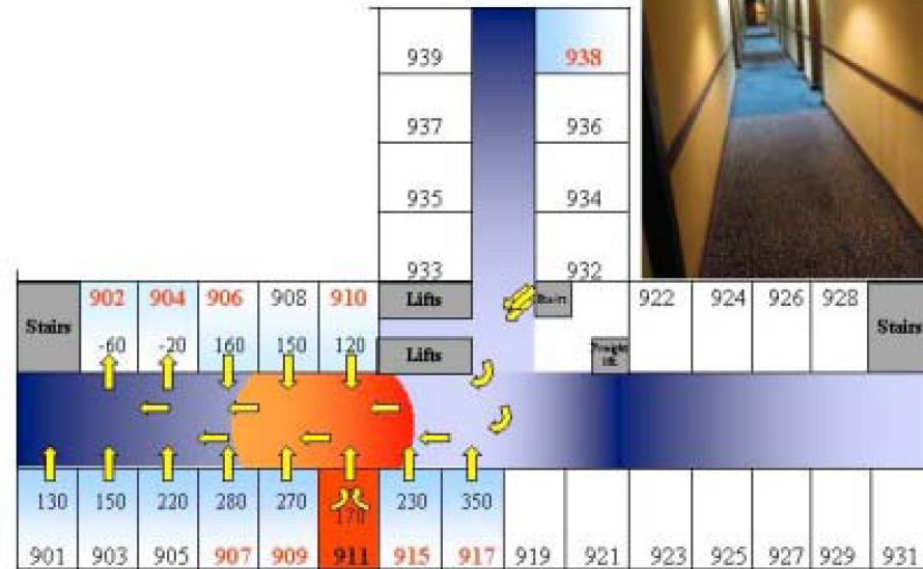 939 938
937 936
935 934
933 932
902 904 906 908 910 Lifts Stairs 922 924 926 928
Stairs Stairs
-60 -20 160 150 120 Lifts Freight lift
130 150 220 280 270 170 230 350
901 903 905 907 909 911 915 917 919 921 923 925 927 929 931